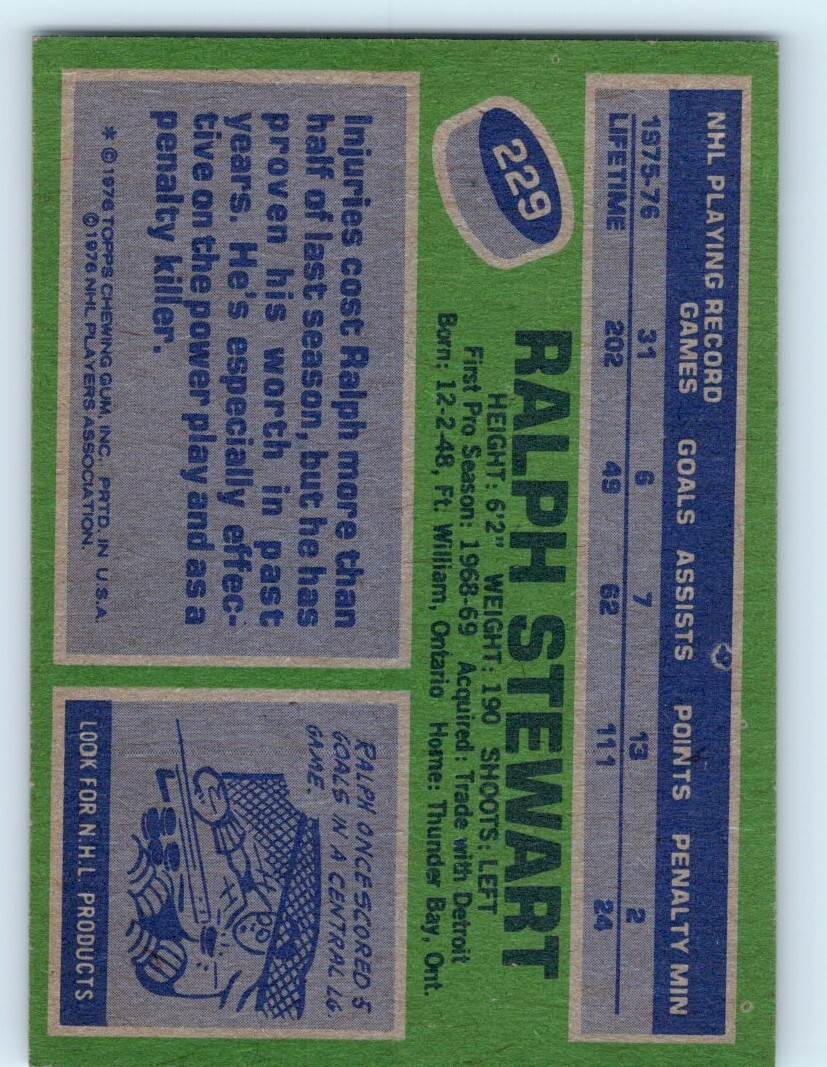 NHL PLAYING RECORD
GAMES GOALS ASSISTS POINTS PENALTY MIN
1975-76 31 6 7 13 2
LIFETIME 202 49 62 111 24
229
RALPH STEWART
HEIGHT: 6'2" WEIGHT: 190 SHOOTS: LEFT
First Pro Season: 1968-69 Acquired: Trade with Detroit
Born: 12-2-48, Ft. William, Ontario Home: Thunder Bay, Ont.
Injuries cost Ralph more than
half of last season, but he has
proven his worth in past
years. He's especially effec-
tive on the power play and as a
penalty killer.
* © 1976 TOPPS CHEWING GUM, INC. PRTD. IN U.S.A.
© 1976 NHL PLAYERS ASSOCIATION.
RALPH ONCE SCORED 5
GOALS IN A CENTRAL LG
GAME.
LOOK FOR N.H.L PRODUCTS